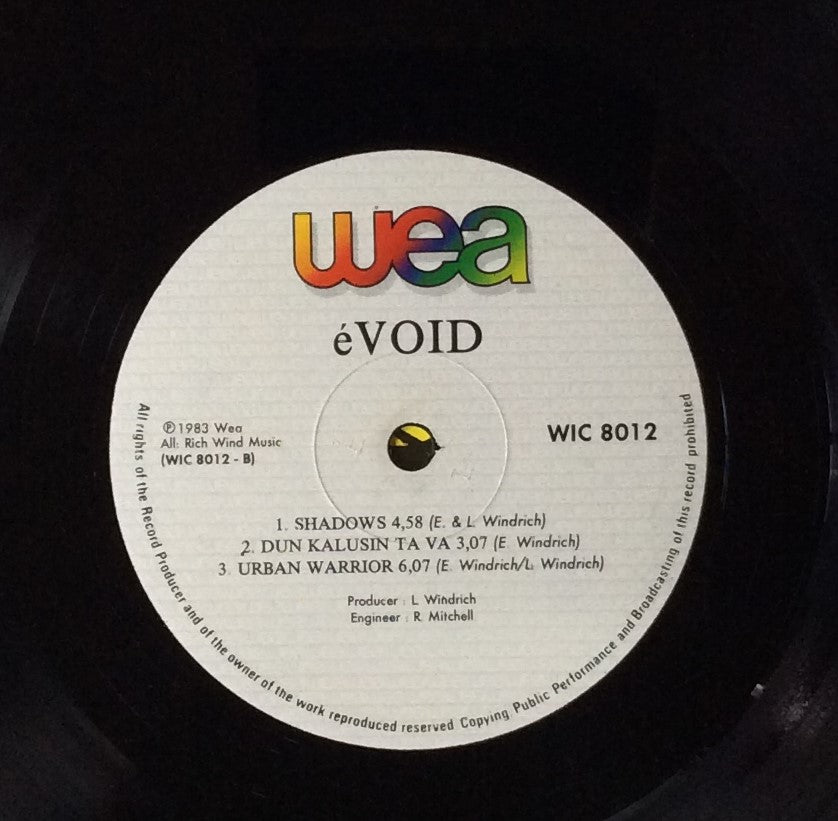 wea
éVOID
℗1983 Wea
All: Rich Wind Music
(WIC 8012 - B)
WIC 8012
1. SHADOWS 4,58 (E. & L. Windrich)
2. DUN KALUSIN TA VA 3,07 (E. Windrich)
3. URBAN WARRIOR 6,07 (E. Windrich/L. Windrich)
Producer : L. Windrich
Engineer : R. Mitchell
All rights of the Record Producer and of the owner of the work reproduced reserved Copying Public Performance and Broadcasting of this record prohibited